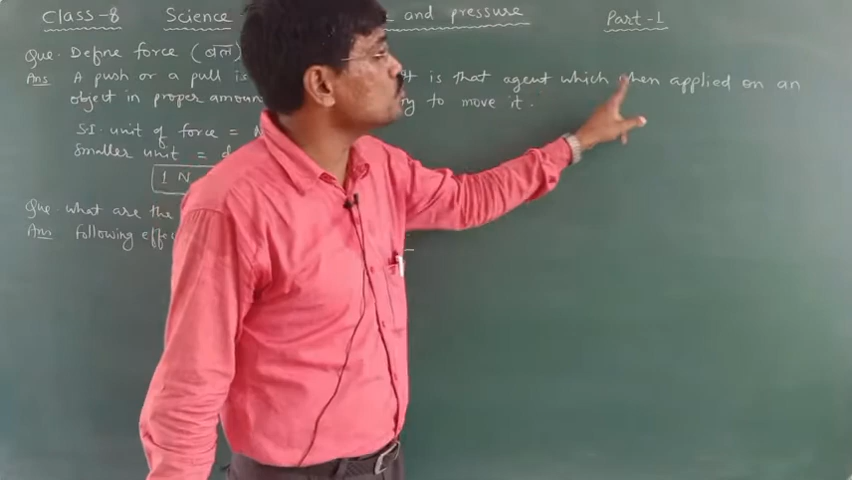 Class-8 Science and pressure Part-1
Que. Define force (बल)
Ans A push or a pull is It is that agent which when applied on an
object in proper amoun try to move it.
S.I. unit of force =
Smaller unit =
1 N
Que. what are the
Ans following effe